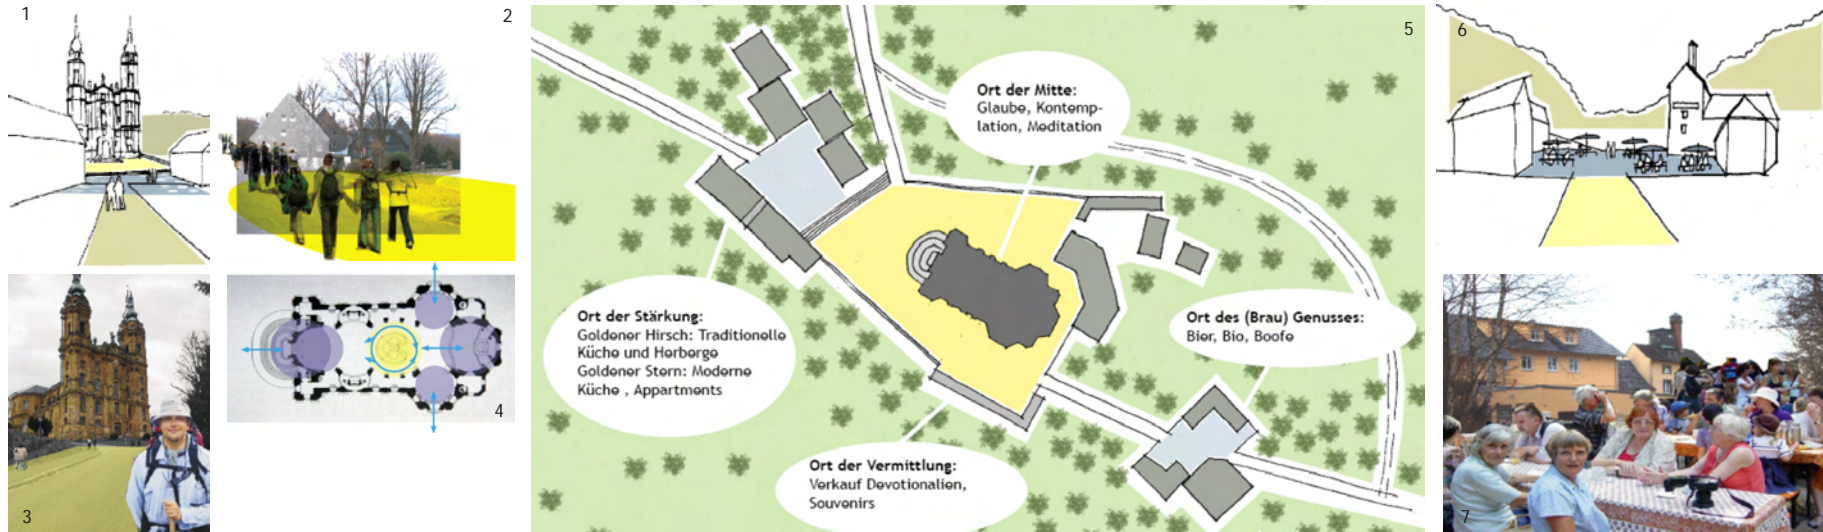 1
2
3
4
5
6
7
Ort der Mitte:
Glaube, Kontemp-
lation, Meditation
Ort der Stärkung:
Goldener Hirsch: Traditionelle
Küche und Herberge
Goldener Stern: Moderne
Küche , Appartments
Ort des (Brau) Genusses:
Bier, Bio, Boofe
Ort der Vermittlung:
Verkauf Devotionalien,
Souvenirs